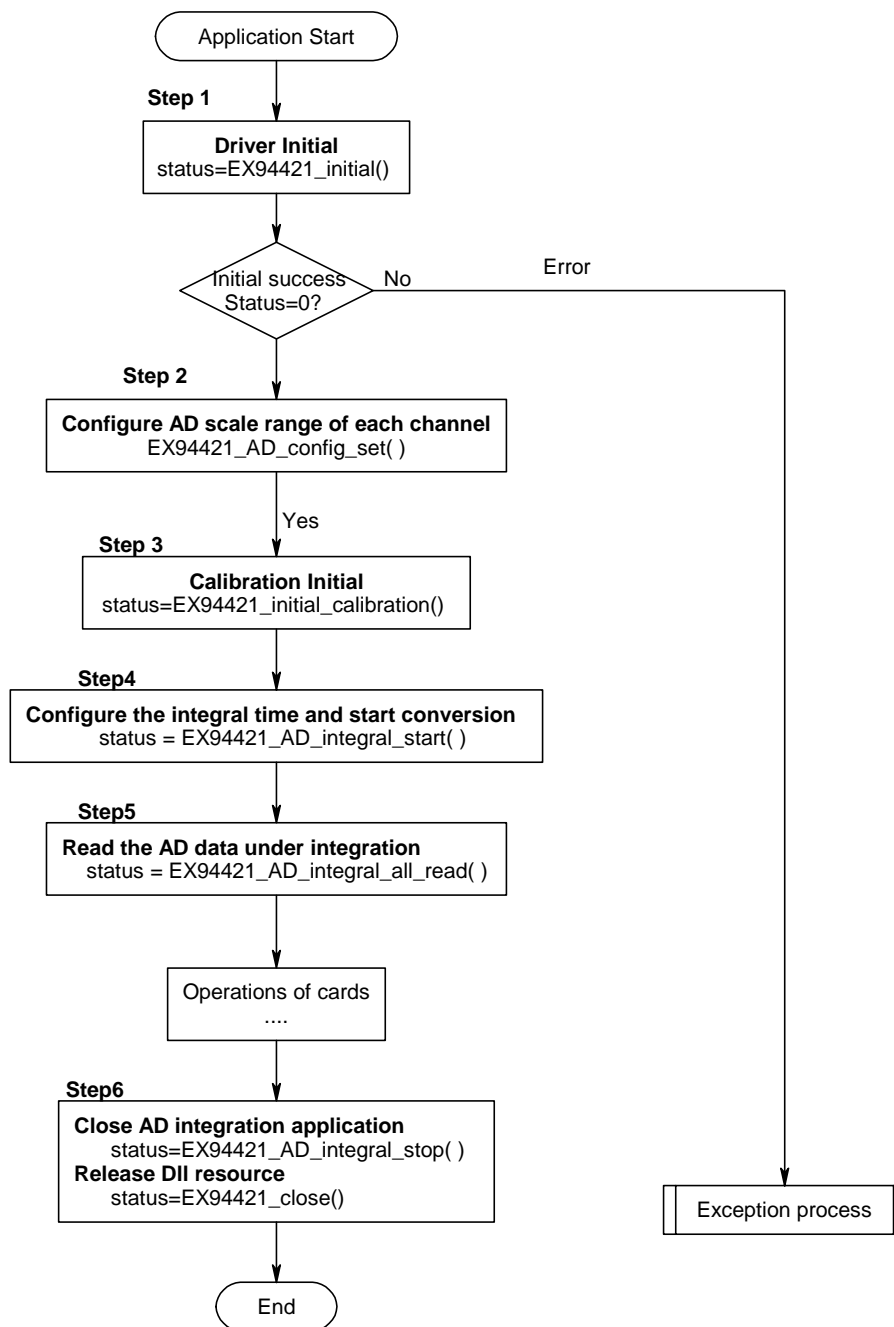 Application Start
Step 1
Driver Initial
status=EX94421_initial()
Initial success
Status=0?
No
Error
Step 2
Configure AD scale range of each channel
EX94421_AD_config_set( )
Yes
Step 3
Calibration Initial
status=EX94421_initial_calibration()
Step4
Configure the integral time and start conversion
status = EX94421_AD_integral_start( )
Step5
Read the AD data under integration
status = EX94421_AD_integral_all_read( )
Operations of cards
....
Step6
Close AD integration application
status=EX94421_AD_integral_stop( )
Release Dll resource
status=EX94421_close()
Exception process
End